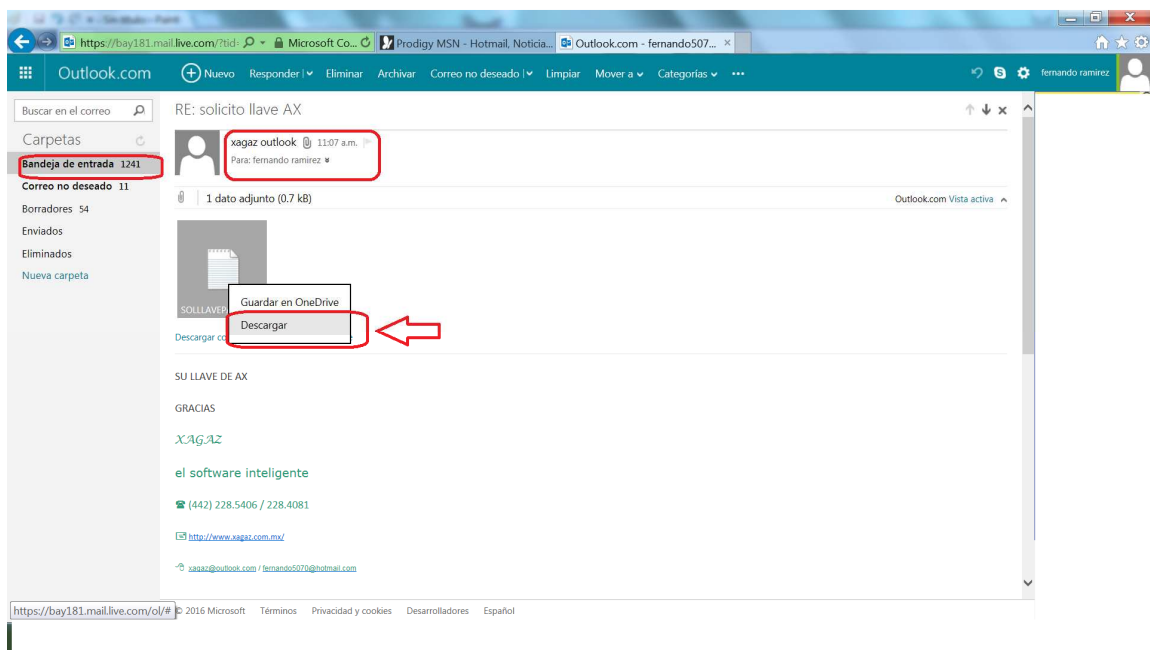 https://bay181.mail.live.com/?tid- Microsoft Co... Prodigy MSN - Hotmail, Noticia... Outlook.com - fernando507...
Outlook.com Nuevo Responder Eliminar Archivar Correo no deseado Limpiar Mover a Categorías ... fernando ramirez
Buscar en el correo
Carpetas
Bandeja de entrada 1241
Correo no deseado 11
Borradores 54
Enviados
Eliminados
Nueva carpeta
RE: solicito llave AX
xagaz outlook 11:07 a.m.
Para: fernando ramirez
1 dato adjunto (0.7 kB)
Outlook.com Vista activa
Guardar en OneDrive
Descargar
Descargar
SU LLAVE DE AX
GRACIAS
XAGAZ
el software inteligente
(442) 228.5406 / 228.4081
http://www.xagaz.com.mx/
xagaz@outlook.com / fernando5070@hotmail.com
https://bay181.mail.live.com/ol/# © 2016 Microsoft Términos Privacidad y cookies Desarrolladores Español